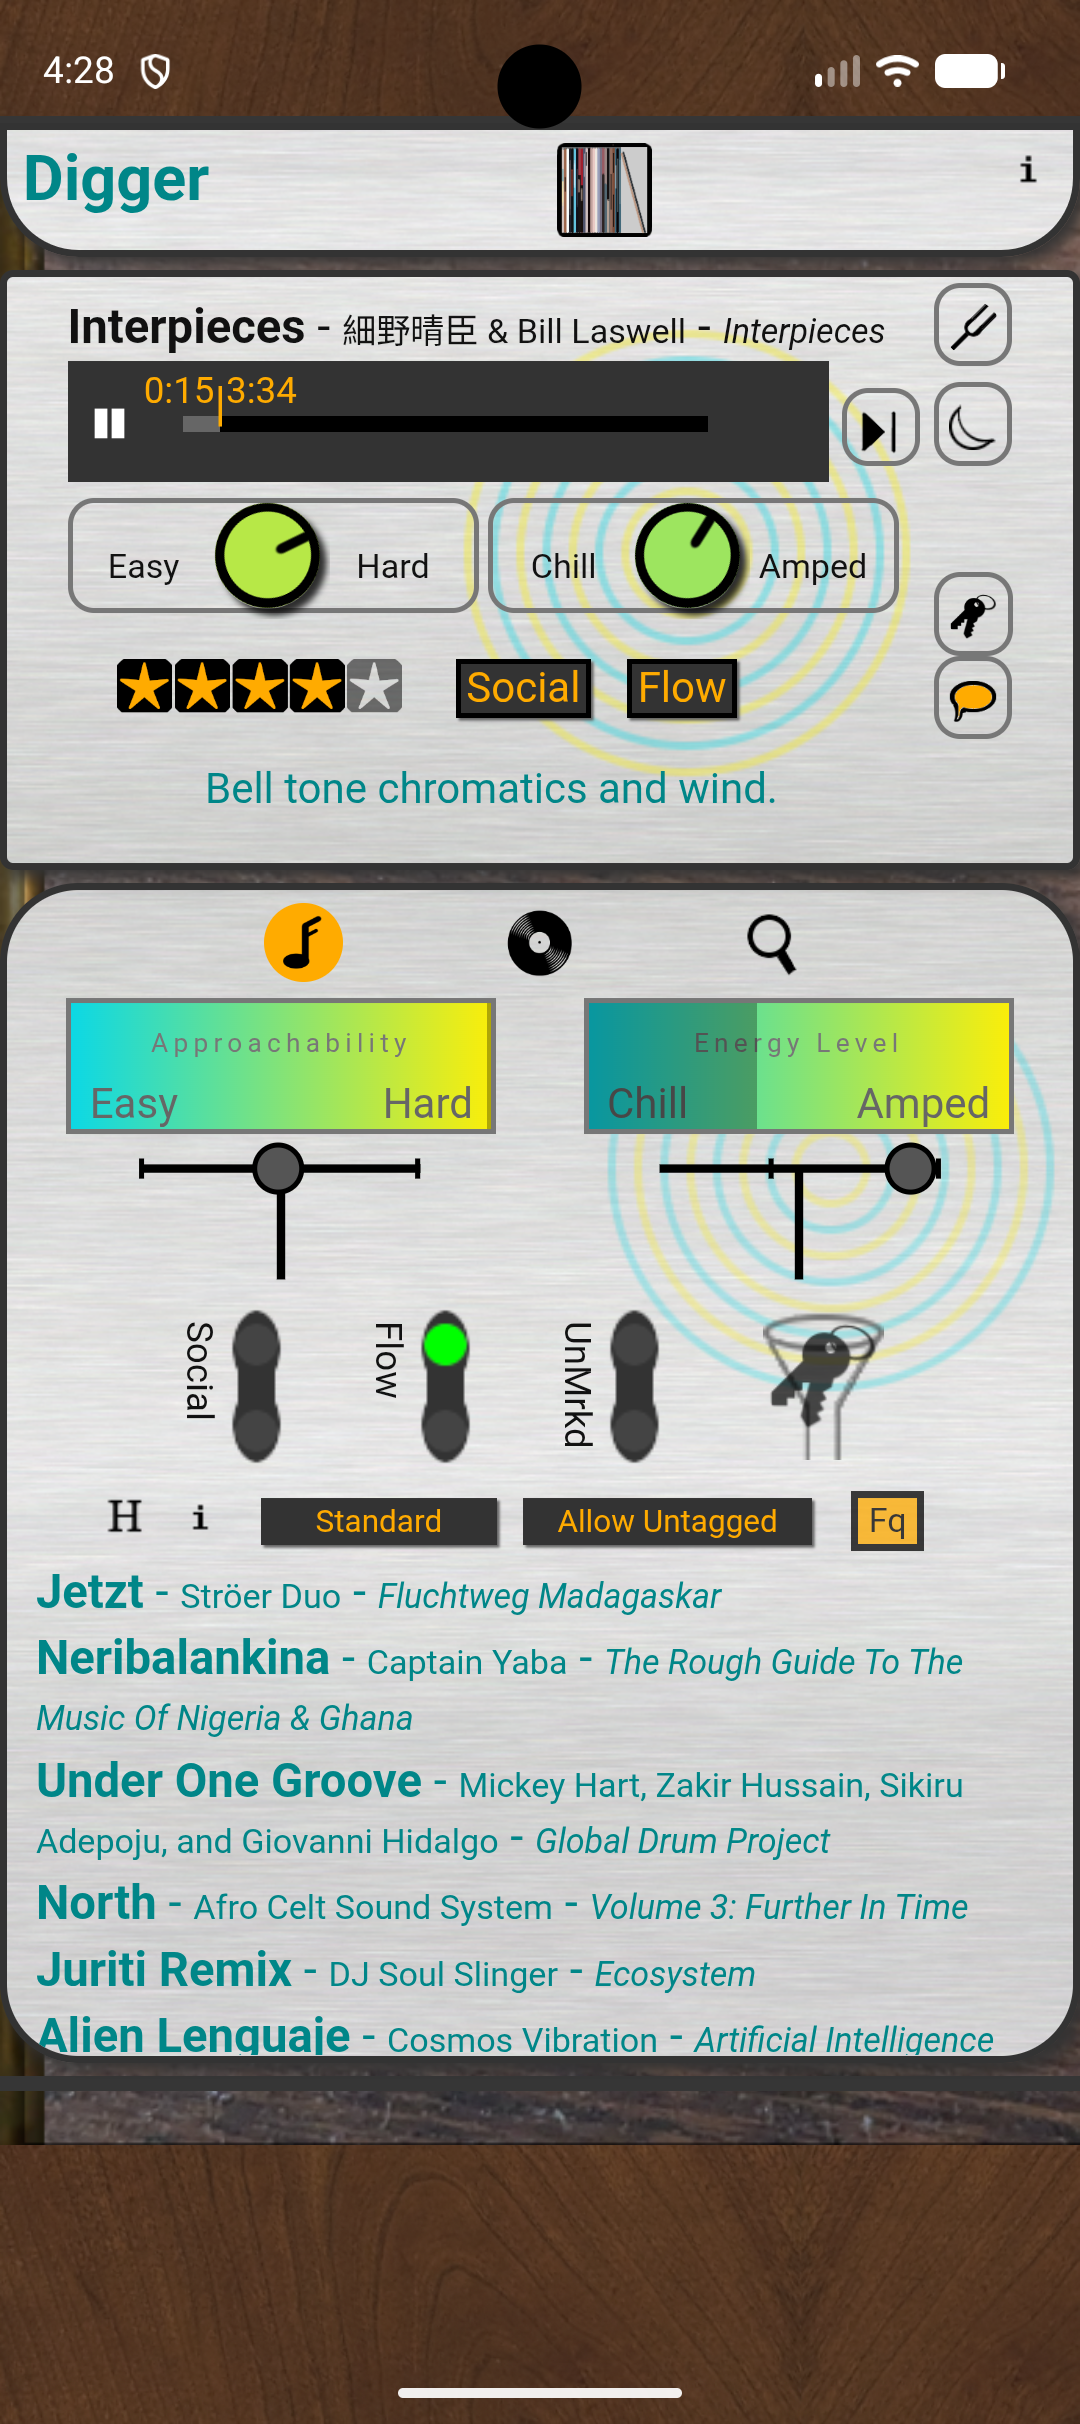 4:28
Digger
i
Interpieces - 細野晴臣 & Bill Laswell - Interpieces
0:15 3:34
Easy Hard Chill Amped
Social Flow
Bell tone chromatics and wind.
Approachability
Easy Hard
Energy Level
Chill Amped
Social Flow UnMrkd
H i Standard Allow Untagged Fq
Jetzt - Ströer Duo - Fluchtweg Madagaskar
Neribalankina - Captain Yaba - The Rough Guide To The
Music Of Nigeria & Ghana
Under One Groove - Mickey Hart, Zakir Hussain, Sikiru
Adepoju, and Giovanni Hidalgo - Global Drum Project
North - Afro Celt Sound System - Volume 3: Further In Time
Juriti Remix - DJ Soul Slinger - Ecosystem
Alien Lenguaje - Cosmos Vibration - Artificial Intelligence